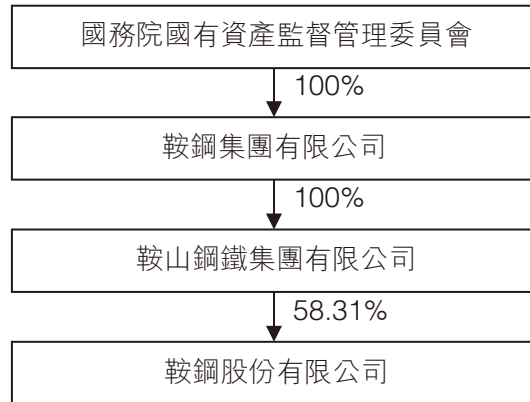 國務院國有資產監督管理委員會
100%
鞍鋼集團有限公司
100%
鞍山鋼鐵集團有限公司
58.31%
鞍鋼股份有限公司